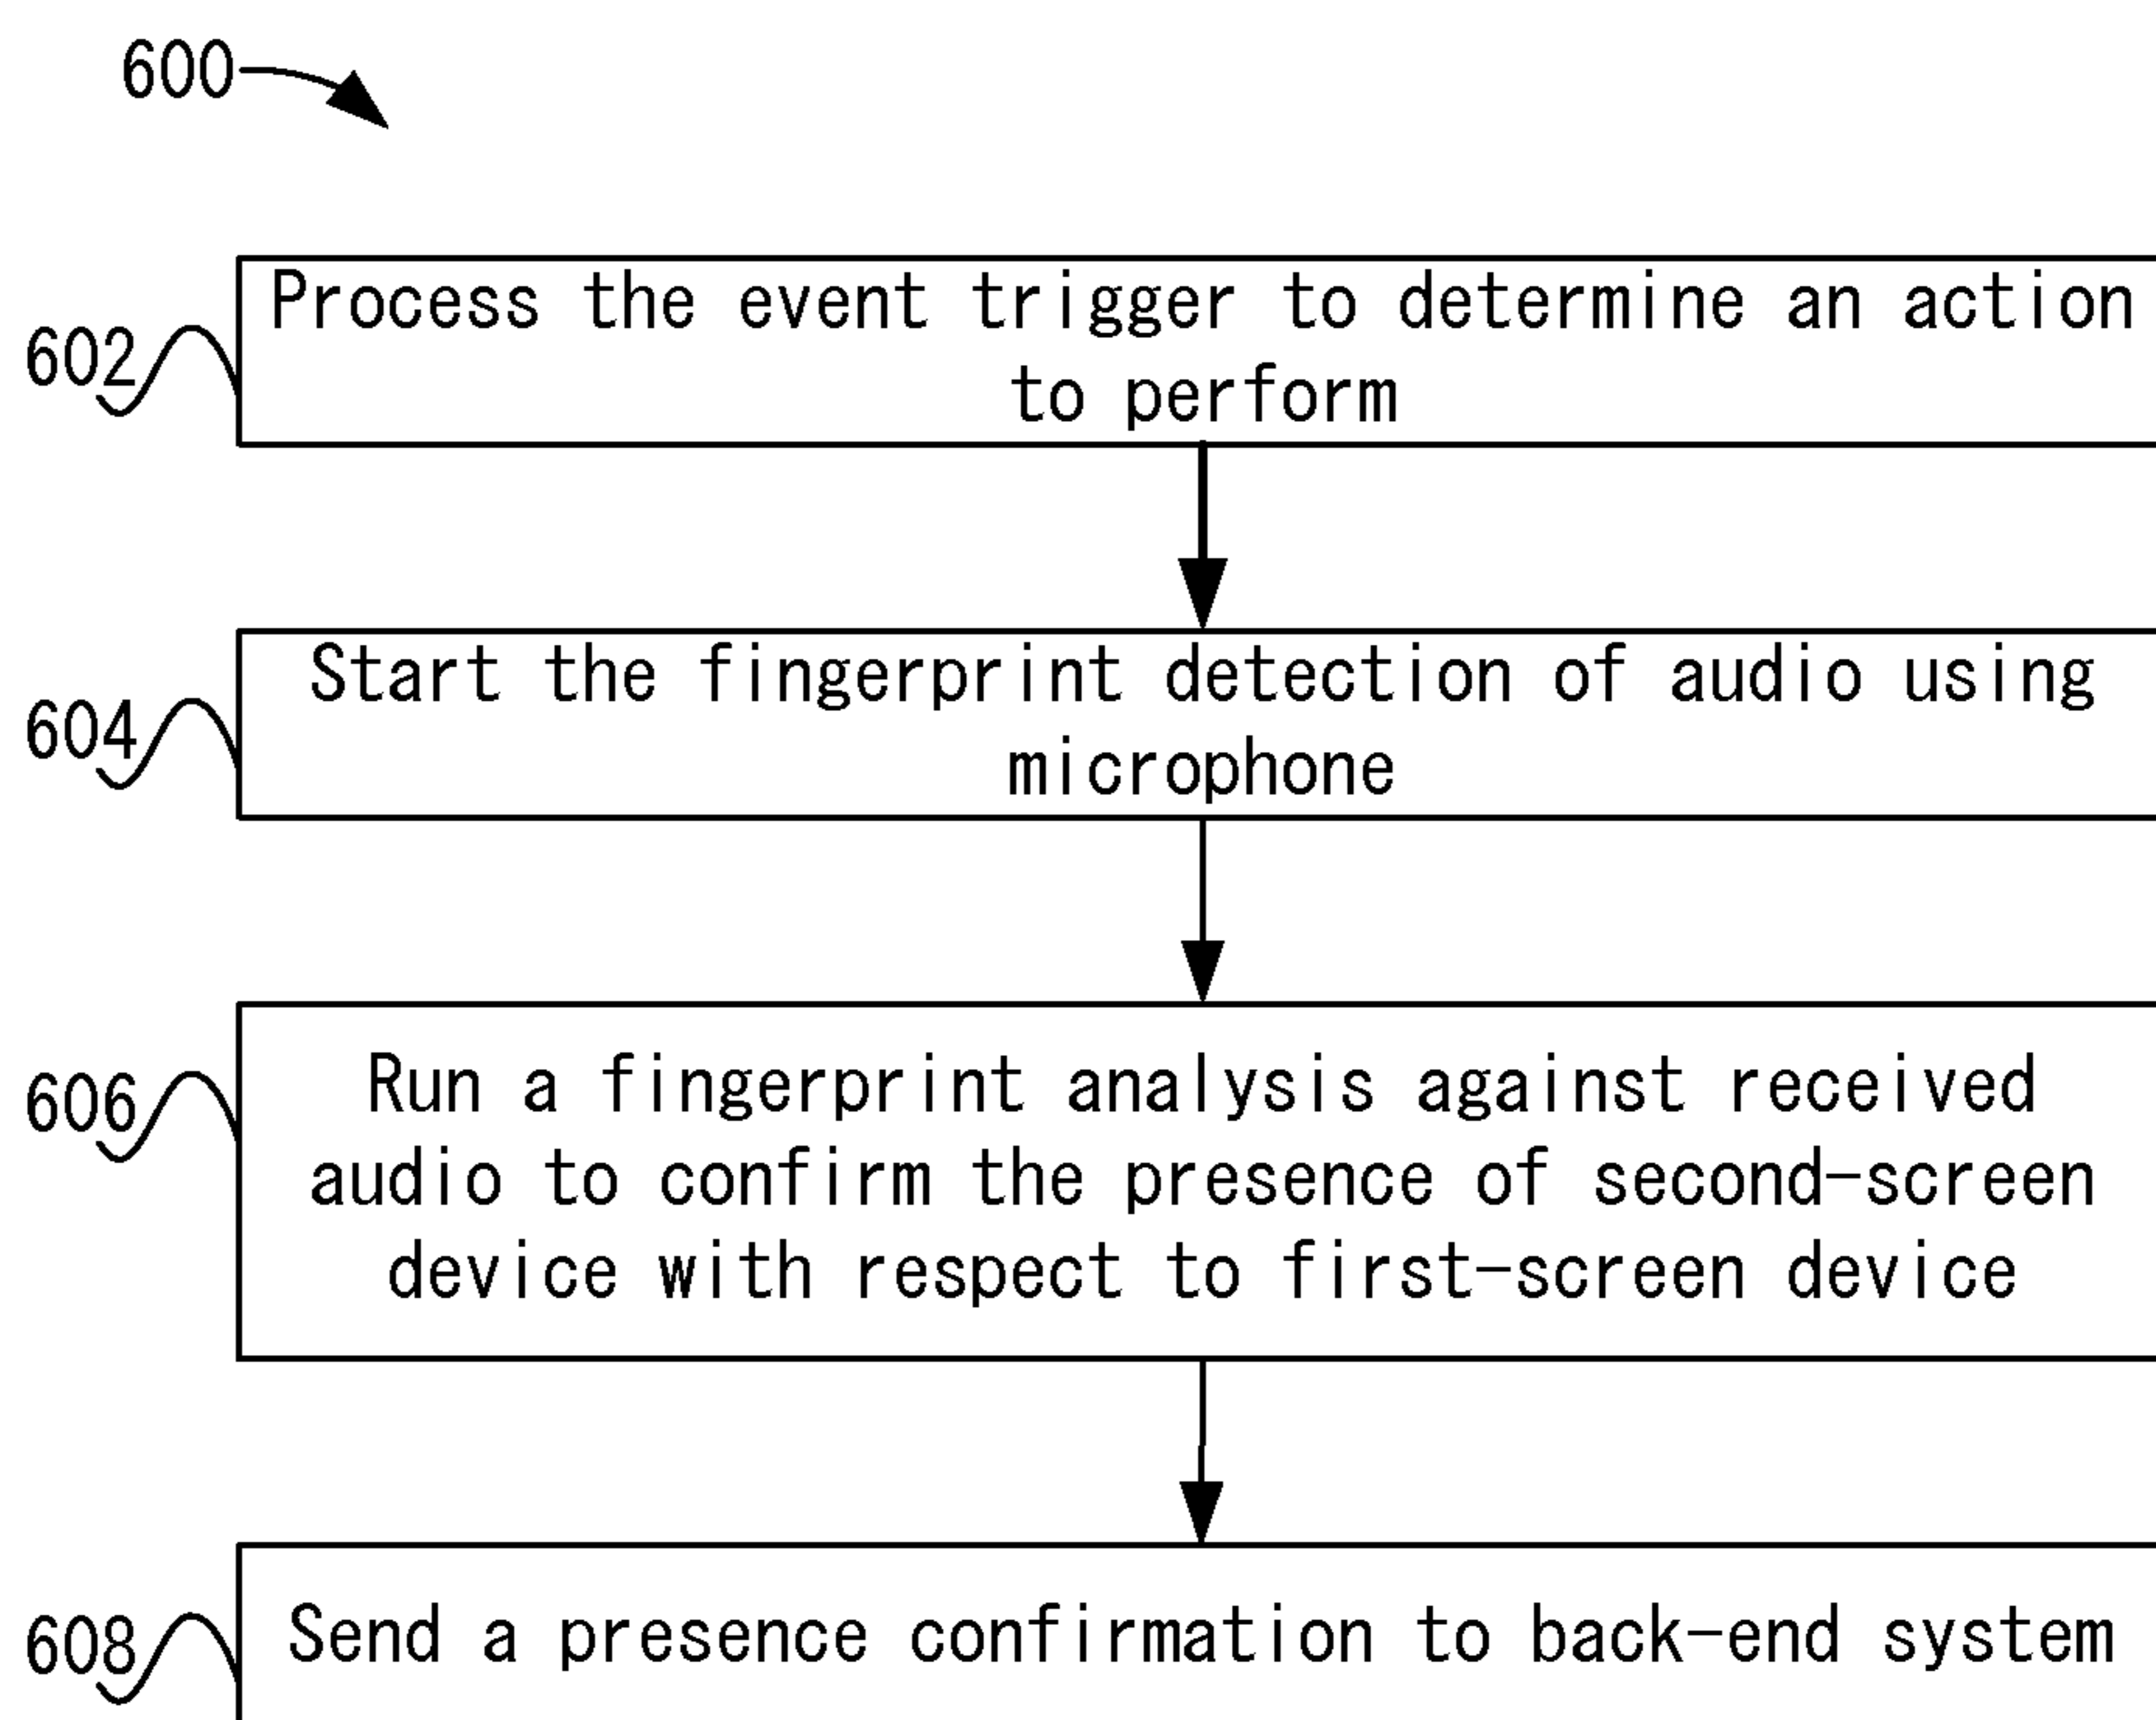 600
602
Process the event trigger to determine an action
to perform
604
Start the fingerprint detection of audio using
microphone
606
Run a fingerprint analysis against received
audio to confirm the presence of second-screen
device with respect to first-screen device
608
Send a presence confirmation to back-end system